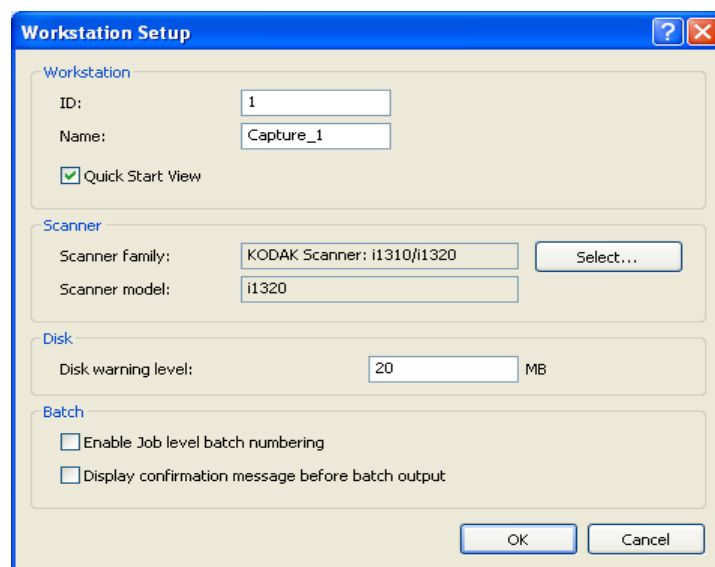 Workstation Setup
Workstation
ID: 1
Name: Capture_1
Quick Start View
Scanner
Scanner family: KODAK Scanner: i1310/i1320 Select...
Scanner model: i1320
Disk
Disk warning level: 20 MB
Batch
Enable Job level batch numbering
Display confirmation message before batch output
OK Cancel